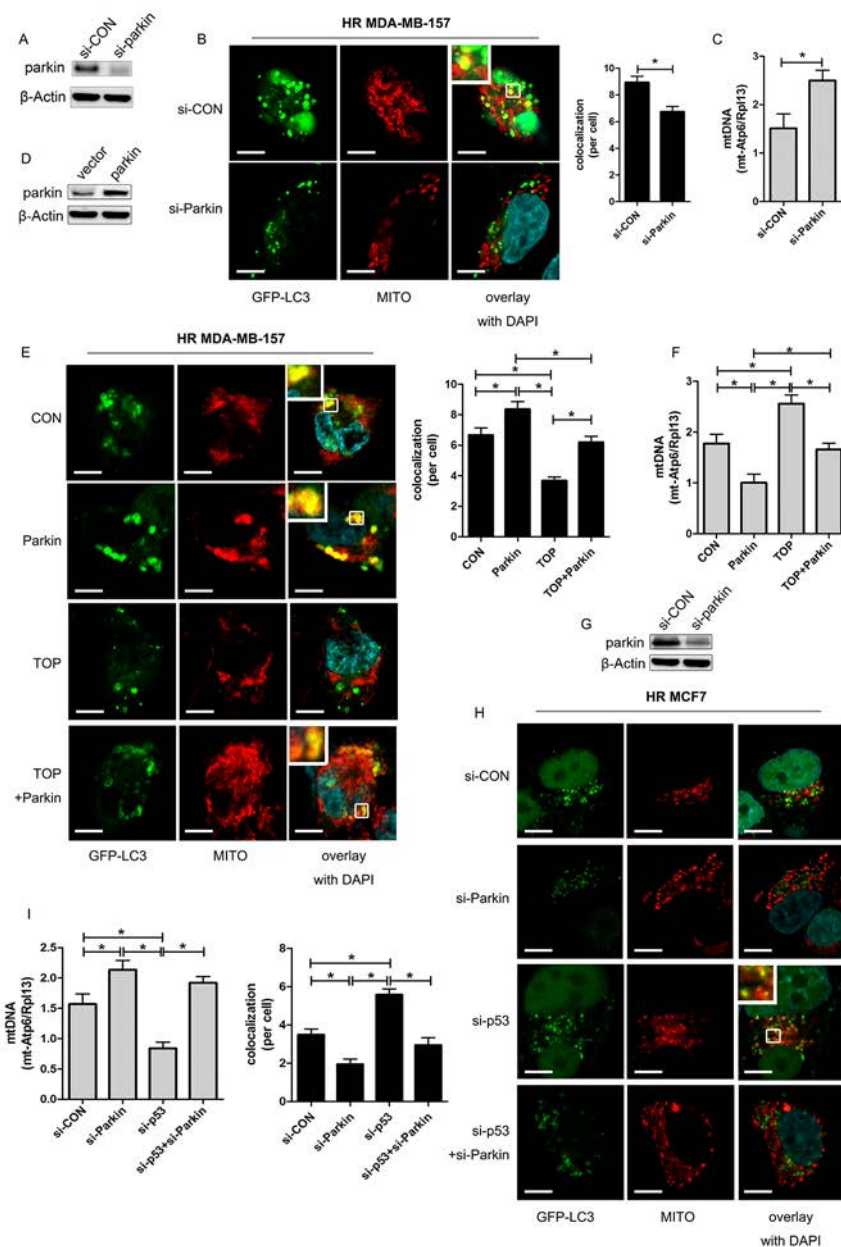 HR MDA-MB-157
A
si-CON
si-parkin
parkin
β-Actin
B
si-CON
si-Parkin
GFP-LC3
MITO
overlay
with DAPI
colocalization
(per cell)
10
8
6
4
2
0
*
si-CON
si-Parkin
C
mtDNA
(mt-Atp6/Rpl13)
3
2
1
0
*
si-CON
si-Parkin
D
vector
parkin
parkin
β-Actin
E
HR MDA-MB-157
CON
Parkin
TOP
TOP
+Parkin
GFP-LC3
MITO
overlay
with DAPI
colocalization
(per cell)
10
8
6
4
2
0
*
*
*
*
*
CON
Parkin
TOP
TOP+Parkin
F
mtDNA
(mt-Atp6/Rpl13)
3
2
1
0
*
*
*
*
*
CON
Parkin
TOP
TOP+Parkin
G
si-CON
si-parkin
parkin
β-Actin
H
HR MCF7
si-CON
si-Parkin
si-p53
si-p53
+si-Parkin
GFP-LC3
MITO
overlay
with DAPI
I
mtDNA
(mt-Atp6/Rpl13)
2.5
2.0
1.5
1.0
0.5
0.0
*
*
*
*
si-CON
si-Parkin
si-p53
si-p53+si-Parkin
colocalization
(per cell)
8
6
4
2
0
*
*
*
*
si-CON
si-Parkin
si-p53
si-p53+si-Parkin